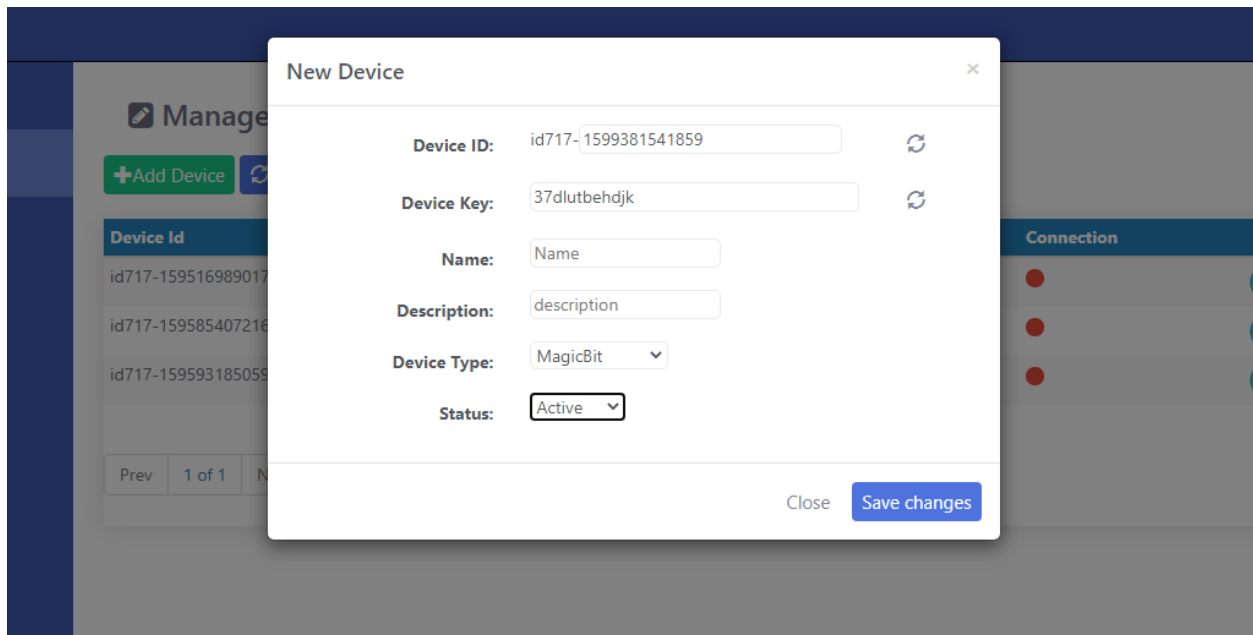 New Device
×
Manage
Device ID: id717- 1599381541859
Add Device
Device Key: 37dlutbehdjk
Device Id Connection
Name: Name
id717-159516989017
Description: description
id717-159585407216
Device Type: MagicBit
id717-159593185059
Status: Active
Prev 1 of 1 N
Close Save changes